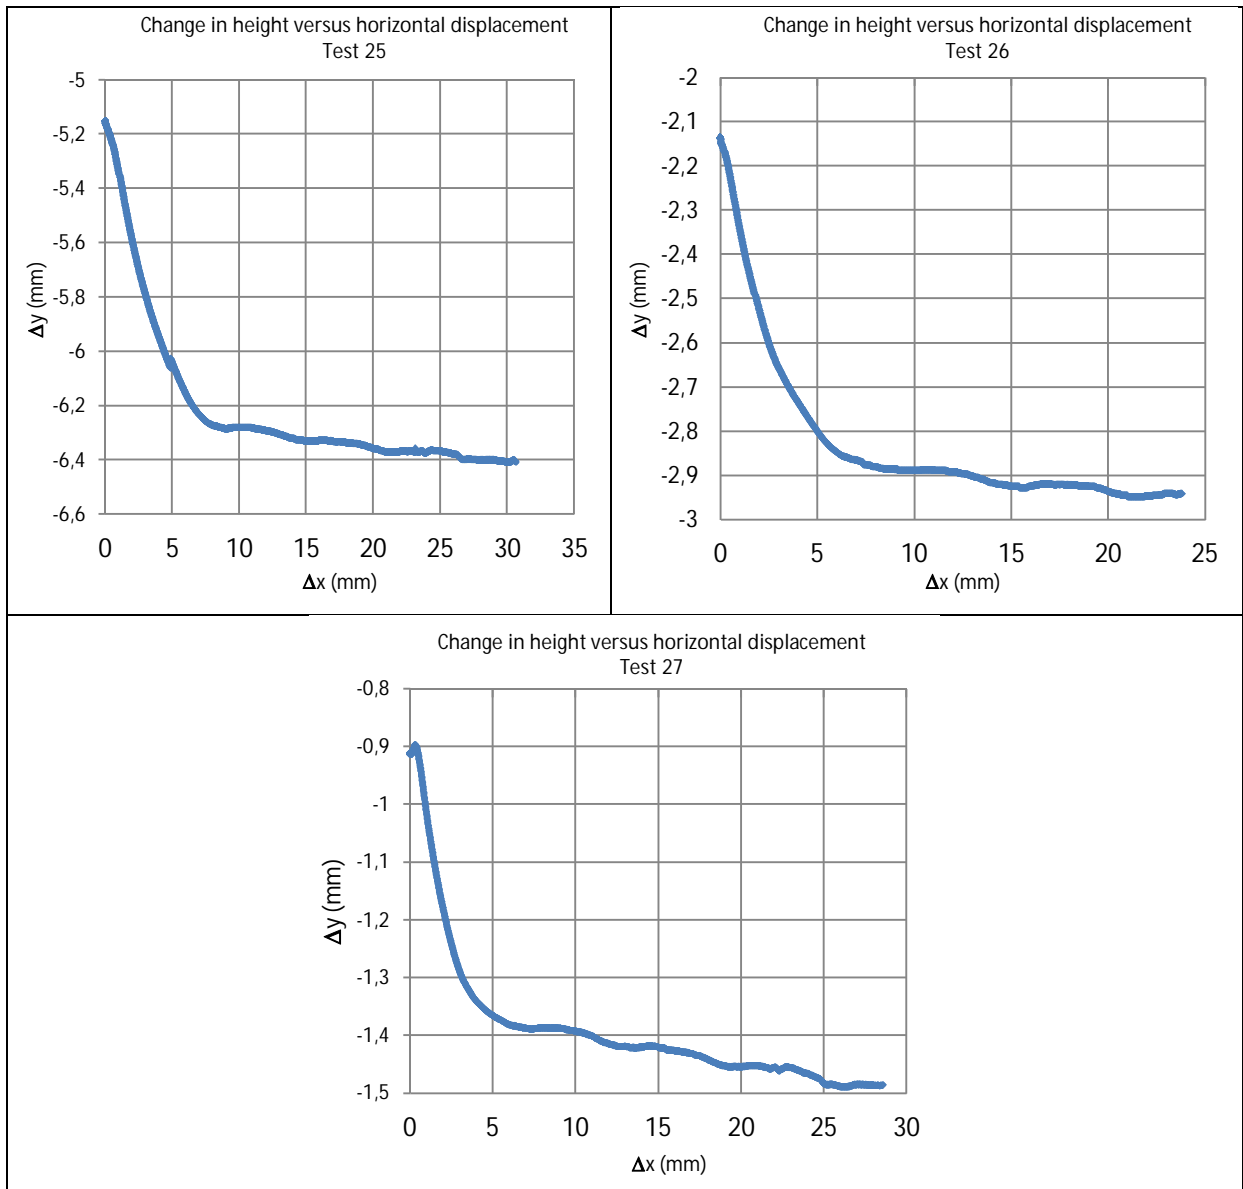 Change in height versus horizontal displacement
Test 25
-5
-5,2
-5,4
-5,6
-5,8
-6
-6,2
-6,4
-6,6
Δy (mm)
0 5 10 15 20 25 30 35
Δx (mm)
Change in height versus horizontal displacement
Test 26
-2
-2,1
-2,2
-2,3
-2,4
-2,5
-2,6
-2,7
-2,8
-2,9
-3
Δy (mm)
0 5 10 15 20 25
Δx (mm)
Change in height versus horizontal displacement
Test 27
-0,8
-0,9
-1
-1,1
-1,2
-1,3
-1,4
-1,5
Δy (mm)
0 5 10 15 20 25 30
Δx (mm)